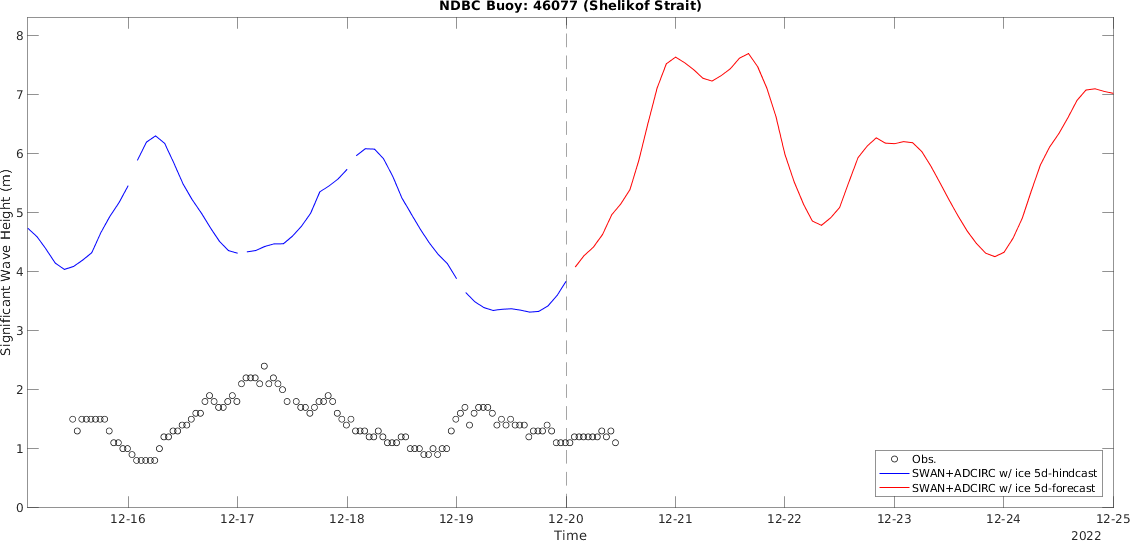 NDBC Buoy: 46077 (Shelikof Strait)
Significant Wave Height (m)
8
7
6
5
4
3
2
1
0
Obs.
SWAN+ADCIRC w/ ice 5d-hindcast
SWAN+ADCIRC w/ ice 5d-forecast
12-16 12-17 12-18 12-19 12-20 12-21 12-22 12-23 12-24 12-25
Time
2022